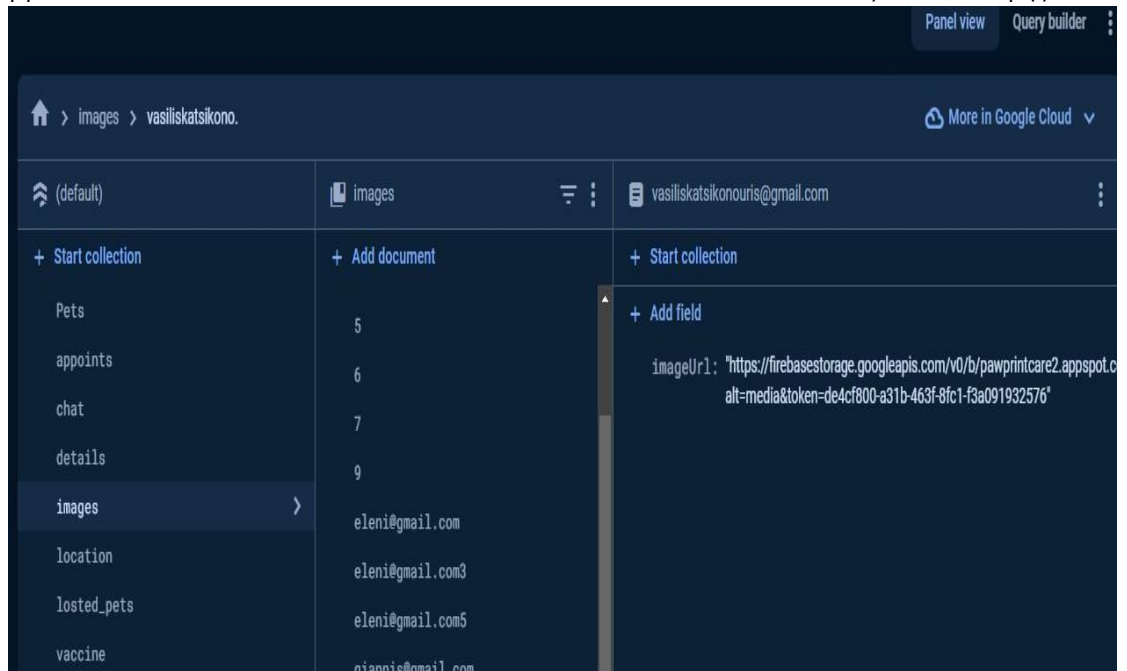 Panel view Query builder
images > vasiliskatsikono.
More in Google Cloud
(default)
images
vasiliskatsikonouris@gmail.com
+ Start collection
+ Add document
+ Start collection
Pets
appoints
chat
details
images
location
losted_pets
vaccine
5
6
7
9
eleni@gmail.com
eleni@gmail.com3
eleni@gmail.com5
giannis@gmail.com
+ Add field
imageUrl: "https://firebasestorage.googleapis.com/v0/b/pawprintcare2.appspot.c
alt=media&token=de4cf800-a31b-463f-8fc1-f3a091932576"